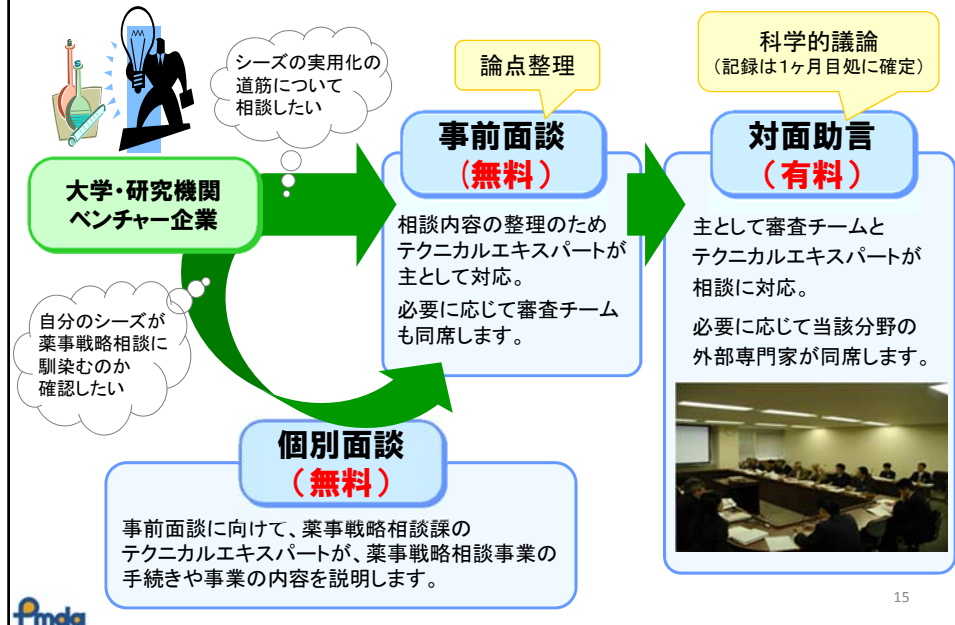 シーズの実用化の
道筋について
相談したい
論点整理
科学的議論
（記録は1ヶ月目処に確定）
大学・研究機関
ベンチャー企業
事前面談
（無料）
相談内容の整理のため
テクニカルエキスパートが
主として対応。
必要に応じて審査チーム
も同席します。
対面助言
（有料）
主として審査チームと
テクニカルエキスパートが
相談に対応。
必要に応じて当該分野の
外部専門家が同席します。
自分のシーズが
薬事戦略相談に
馴染むのか
確認したい
個別面談
（無料）
事前面談に向けて、薬事戦略相談課の
テクニカルエキスパートが、薬事戦略相談事業の
手続きや事業の内容を説明します。
Pmda
15